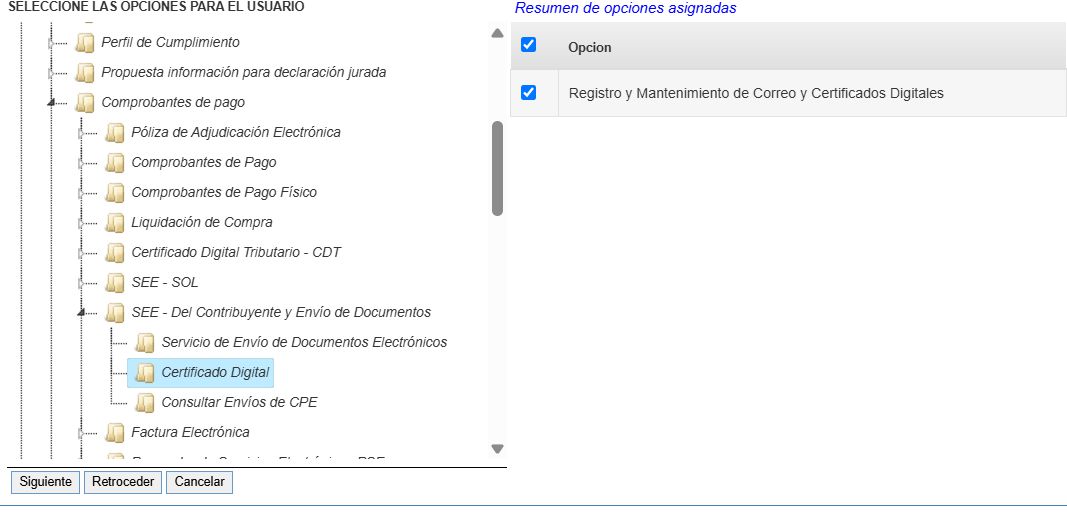 SELECCIONE LAS OPCIONES PARA EL USUARIO
Perfil de Cumplimiento
Propuesta información para declaración jurada
Comprobantes de pago
Póliza de Adjudicación Electrónica
Comprobantes de Pago
Comprobantes de Pago Físico
Liquidación de Compra
Certificado Digital Tributario - CDT
SEE - SOL
SEE - Del Contribuyente y Envío de Documentos
Servicio de Envío de Documentos Electrónicos
Certificado Digital
Consultar Envíos de CPE
Factura Electrónica
Siguiente Retroceder Cancelar
Resumen de opciones asignadas
Opcion
Registro y Mantenimiento de Correo y Certificados Digitales